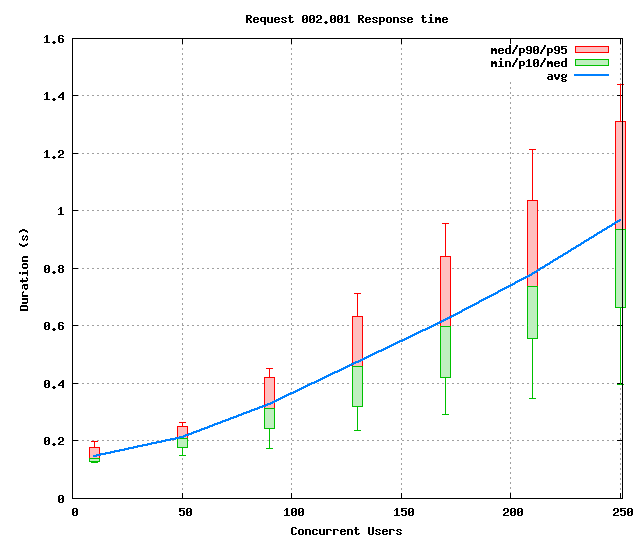 Request 002.001 Response time
med/p90/p95
min/p10/med
avg
1.6
1.4
1.2
1
0.8
0.6
0.4
0.2
0
Duration (s)
0 50 100 150 200 250
Concurrent Users